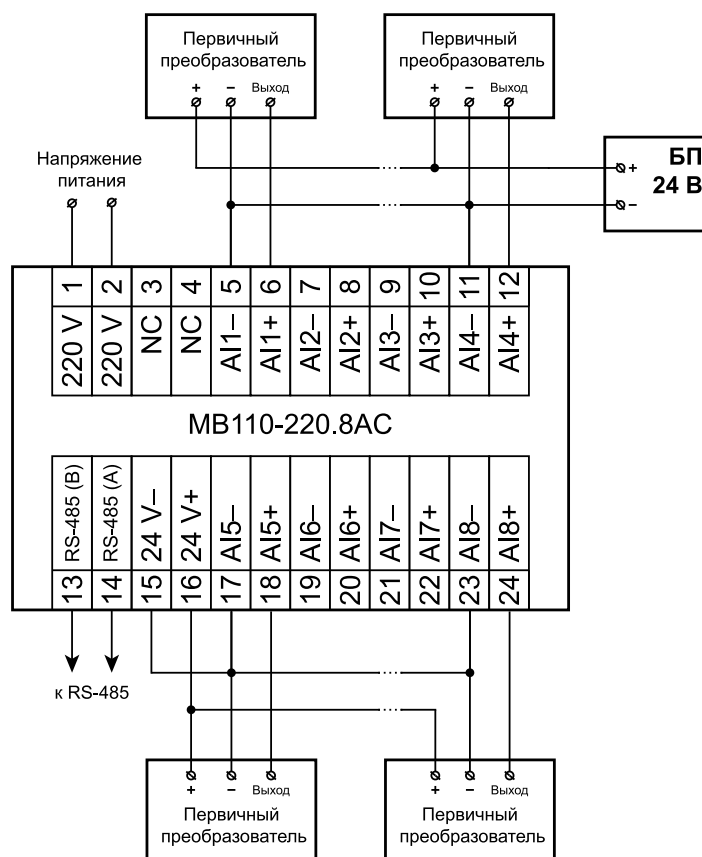 Первичный
преобразователь
+ − Выход
Первичный
преобразователь
+ − Выход
Напряжение
питания
БП
24 В
+
−
1 2 3 4 5 6 7 8 9 10 11 12
220 V 220 V NC NC AI1− AI1+ AI2− AI2+ AI3− AI3+ AI4− AI4+
МВ110-220.8АС
RS-485 (B) RS-485 (A) 24 V− 24 V+ AI5− AI5+ AI6− AI6+ AI7− AI7+ AI8− AI8+
13 14 15 16 17 18 19 20 21 22 23 24
к RS-485
+ − Выход
Первичный
преобразователь
+ − Выход
Первичный
преобразователь